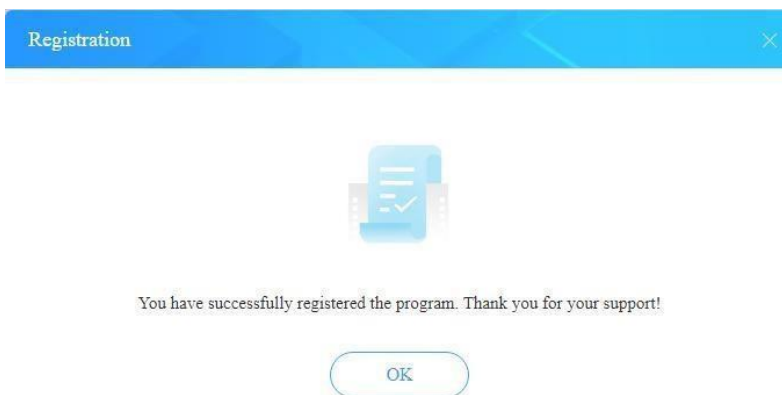 Registration
You have successfully registered the program. Thank you for your support!
OK